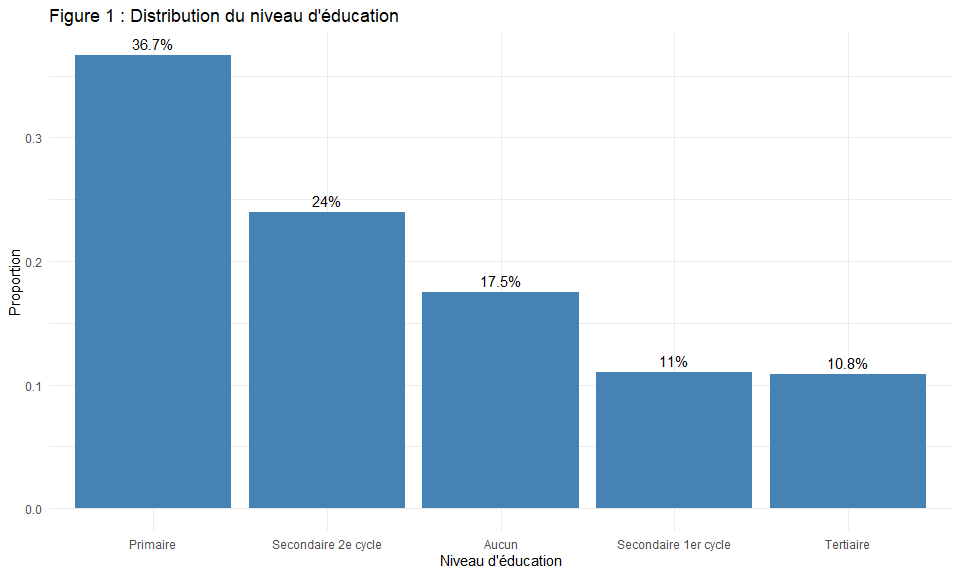 Figure 1 : Distribution du niveau d'éducation
36.7%
24%
17.5%
11%
10.8%
Proportion
0.3
0.2
0.1
0.0
Primaire
Secondaire 2e cycle
Aucun
Secondaire 1er cycle
Tertiaire
Niveau d'éducation